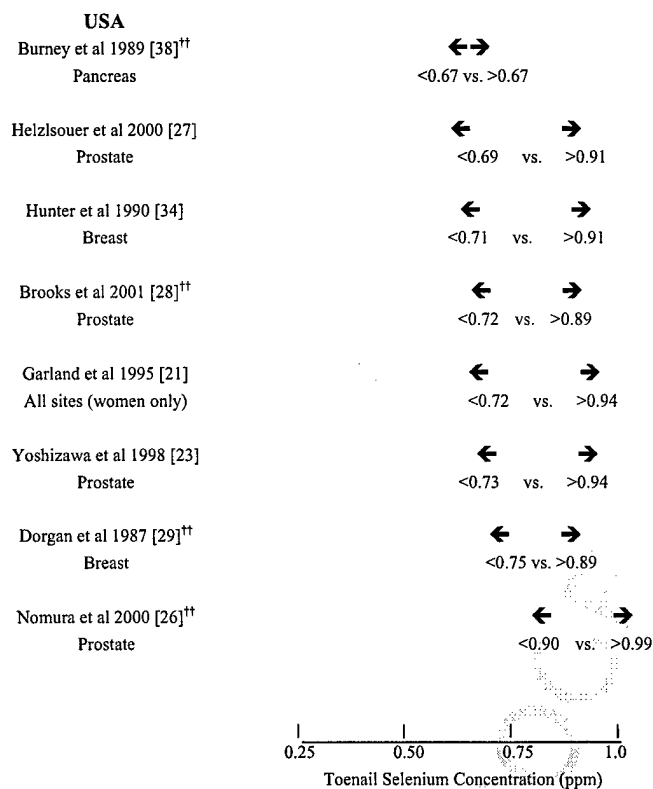 USA
Burney et al 1989 [38]††
Pancreas
<0.67 vs. >0.67
Helzlsouer et al 2000 [27]
Prostate
<0.69 vs. >0.91
Hunter et al 1990 [34]
Breast
<0.71 vs. >0.91
Brooks et al 2001 [28]††
Prostate
<0.72 vs. >0.89
Garland et al 1995 [21]
All sites (women only)
<0.72 vs. >0.94
Yoshizawa et al 1998 [23]
Prostate
<0.73 vs. >0.94
Dorgan et al 1987 [29]††
Breast
<0.75 vs. >0.89
Nomura et al 2000 [26]††
Prostate
<0.90 vs. >0.99
0.25 0.50 0.75 1.0
Toenail Selenium Concentration (ppm)